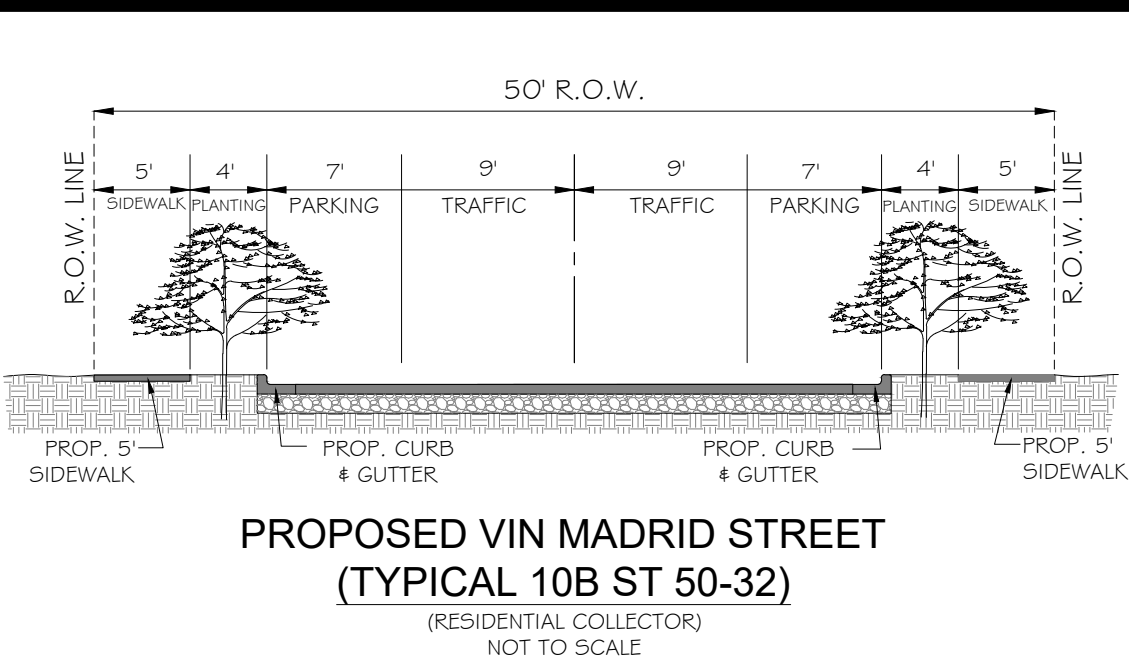 50' R.O.W.
R.O.W. LINE
5' 4' 7' 9' 9' 7' 4' 5'
SIDEWALK PLANTING PARKING TRAFFIC TRAFFIC PARKING PLANTING SIDEWALK
R.O.W. LINE
PROP. 5'
SIDEWALK
PROP. CURB
& GUTTER
PROP. CURB
& GUTTER
PROP. 5'
SIDEWALK
PROPOSED VIN MADRID STREET
(TYPICAL 10B ST 50-32)
(RESIDENTIAL COLLECTOR)
NOT TO SCALE